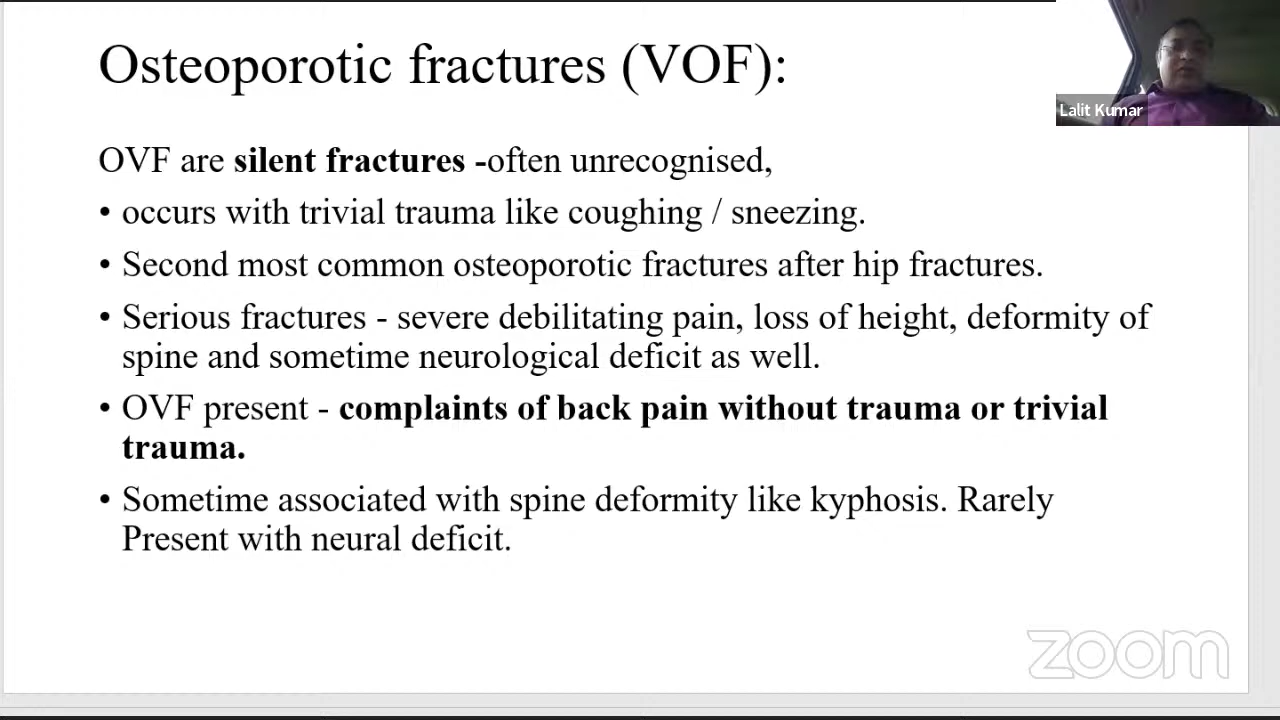 Osteoporotic fractures (VOF):
Lalit Kumar
OVF are silent fractures -often unrecognised,
• occurs with trivial trauma like coughing / sneezing.
• Second most common osteoporotic fractures after hip fractures.
• Serious fractures - severe debilitating pain, loss of height, deformity of
spine and sometime neurological deficit as well.
• OVF present - complaints of back pain without trauma or trivial
trauma.
• Sometime associated with spine deformity like kyphosis. Rarely
Present with neural deficit.
zoom